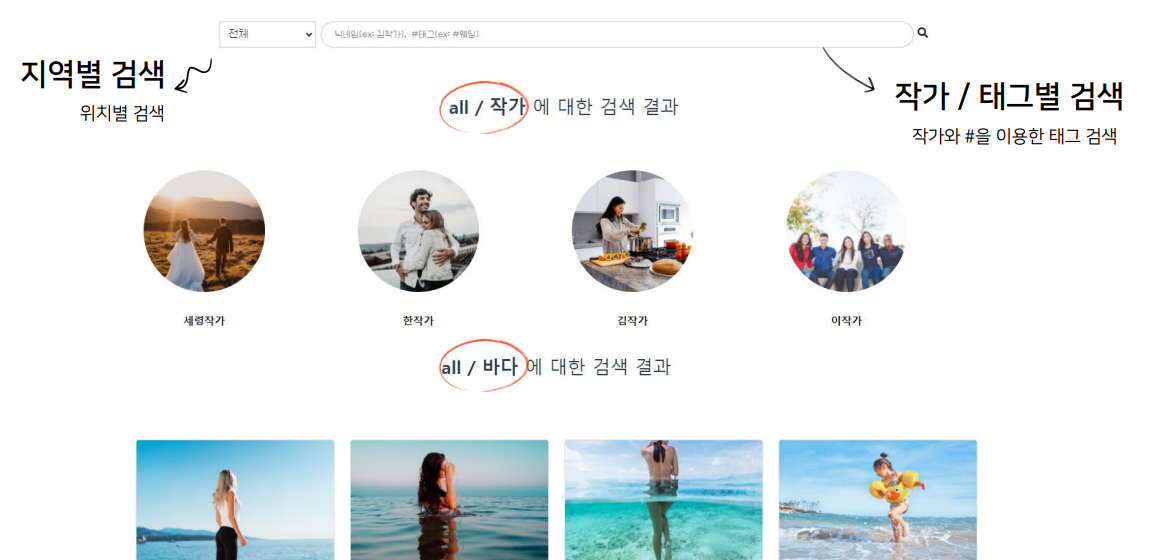 전체
닉네임(ex: 김작가), #태그(ex: #웨딩)
지역별 검색
위치별 검색
작가 / 태그별 검색
작가와 #을 이용한 태그 검색
all / 작가 에 대한 검색 결과
세령작가
한작가
김작가
이작가
all / 바다 에 대한 검색 결과